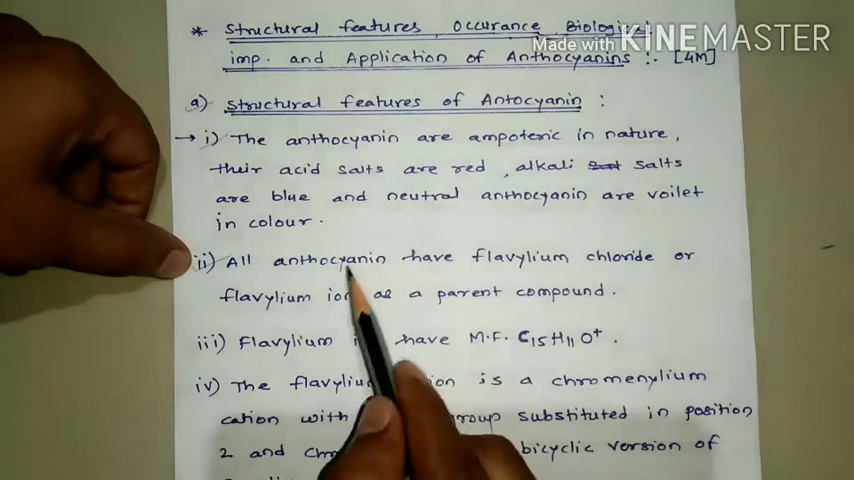 * Structural features, Occurance Biological
Made with KINEMASTER
imp. and Application of Anthocyanins :- [4M]
a) Structural features of Antocyanin :
→ i) The anthocyanin are ampoteric in nature,
their acid salts are red, alkali salts
are blue and neutral anthocyanin are voilet
in colour.
ii) All anthocyanin have flavylium chloride or
flavylium ion as a parent compound.
iii) Flavylium have M.F. C15H11O+.
iv) The flavylium ion is a chromenylium
cation with group substituted in position
2 and bicyclic version of